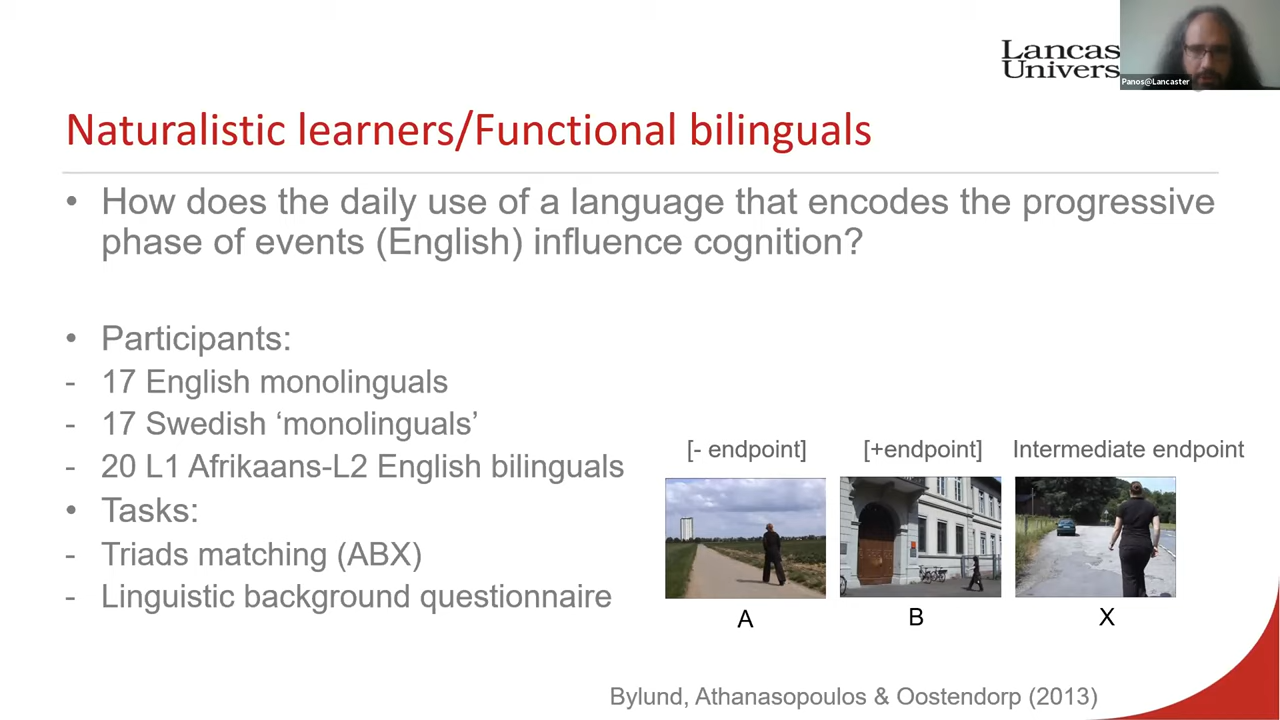 Lancas
Univers
Panos@Lancaster
Naturalistic learners/Functional bilinguals
• How does the daily use of a language that encodes the progressive
phase of events (English) influence cognition?
• Participants:
- 17 English monolinguals
- 17 Swedish ‘monolinguals’
- 20 L1 Afrikaans-L2 English bilinguals
• Tasks:
- Triads matching (ABX)
- Linguistic background questionnaire
[- endpoint] [+endpoint] Intermediate endpoint
A B X
Bylund, Athanasopoulos & Oostendorp (2013)